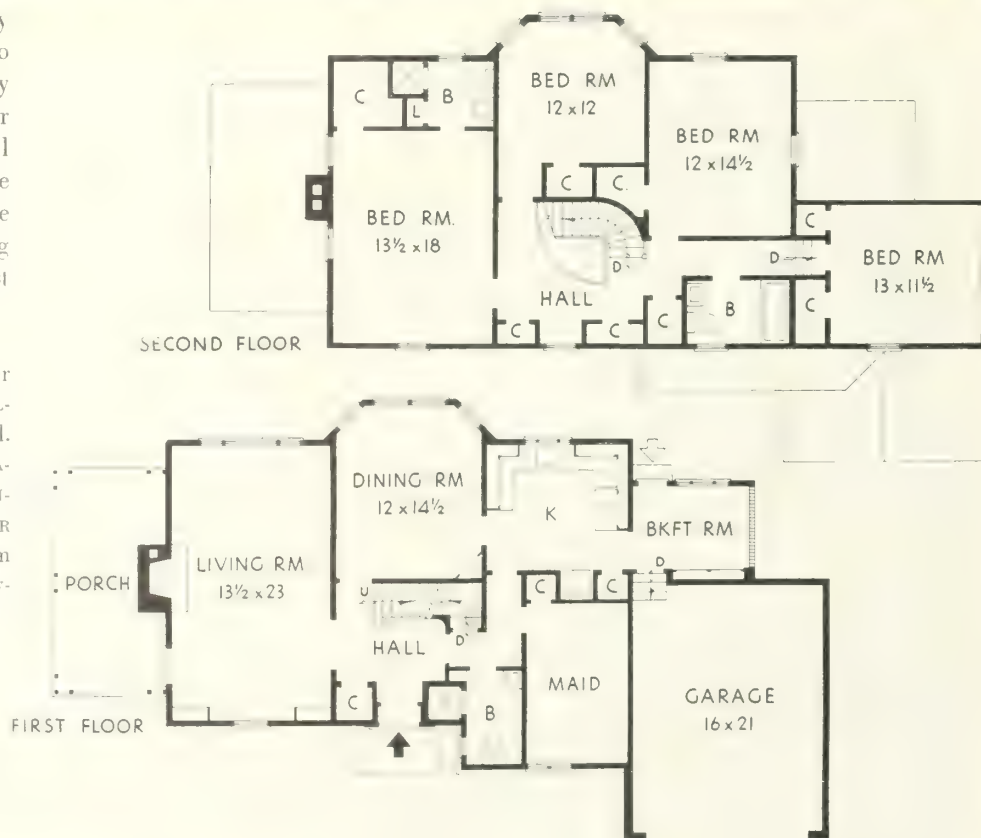 BED RM
12 x 12
C
B
L
BED RM
12 x 14½
C
C.
BED RM.
13½ x 18
C
BED RM
13 x 11½
D
D
HALL
B
C
C
C
C
SECOND FLOOR
DINING RM
12 x 14½
K
BKFT RM
LIVING RM
13½ x 23
PORCH
D
C
C
U
D
HALL
MAID
C
B
GARAGE
16 x 21
FIRST FLOOR